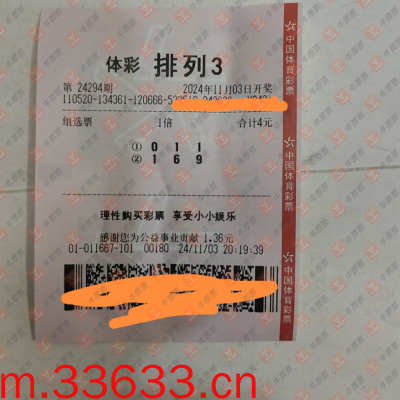 体彩 排列3
第 24294期 2024年11月03日开奖
110520-134361-120666-
组选票 1倍 合计4元
① 0 1 1
② 1 6 9
理性购买彩票 享受小小娱乐
感谢您为公益事业贡献 1.36元
01-011667-101 00180 24/11/03 20:19:39
中国体育彩票
中国体育彩票
中国体育彩票
m.33633.cn